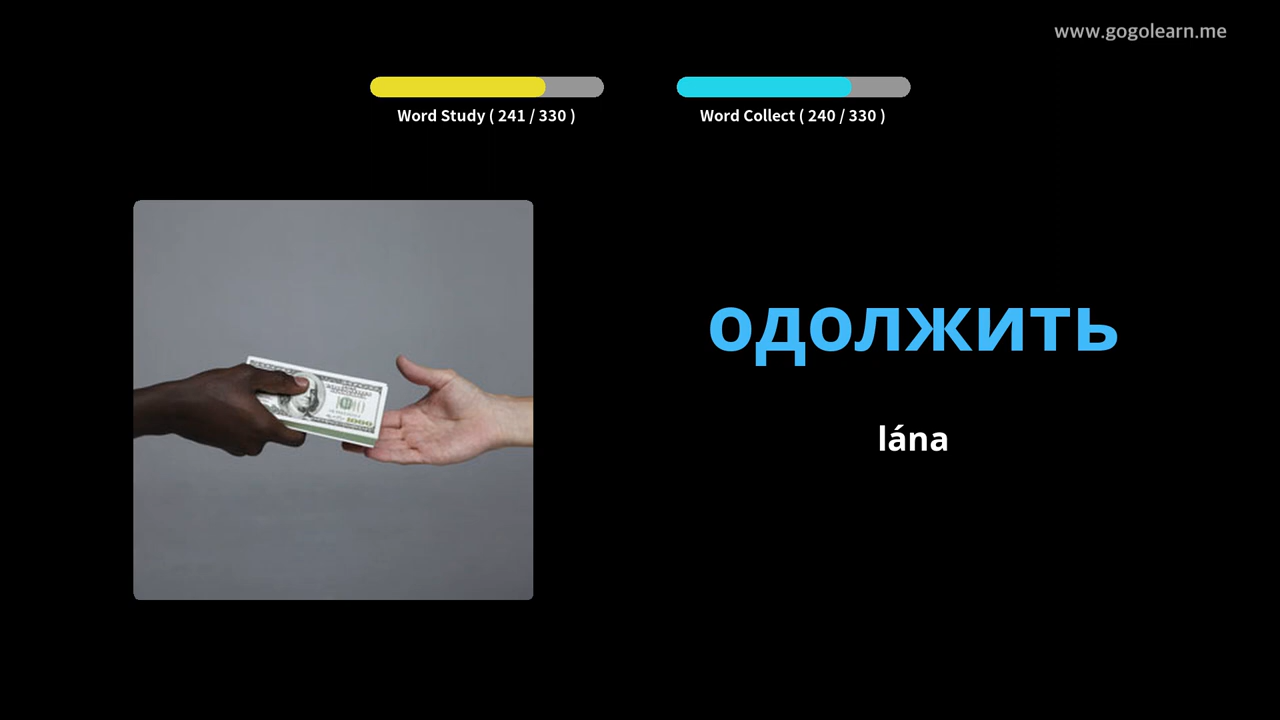 www.gogolearn.me
Word Study ( 241 / 330 )
Word Collect ( 240 / 330 )
одолжить
lána